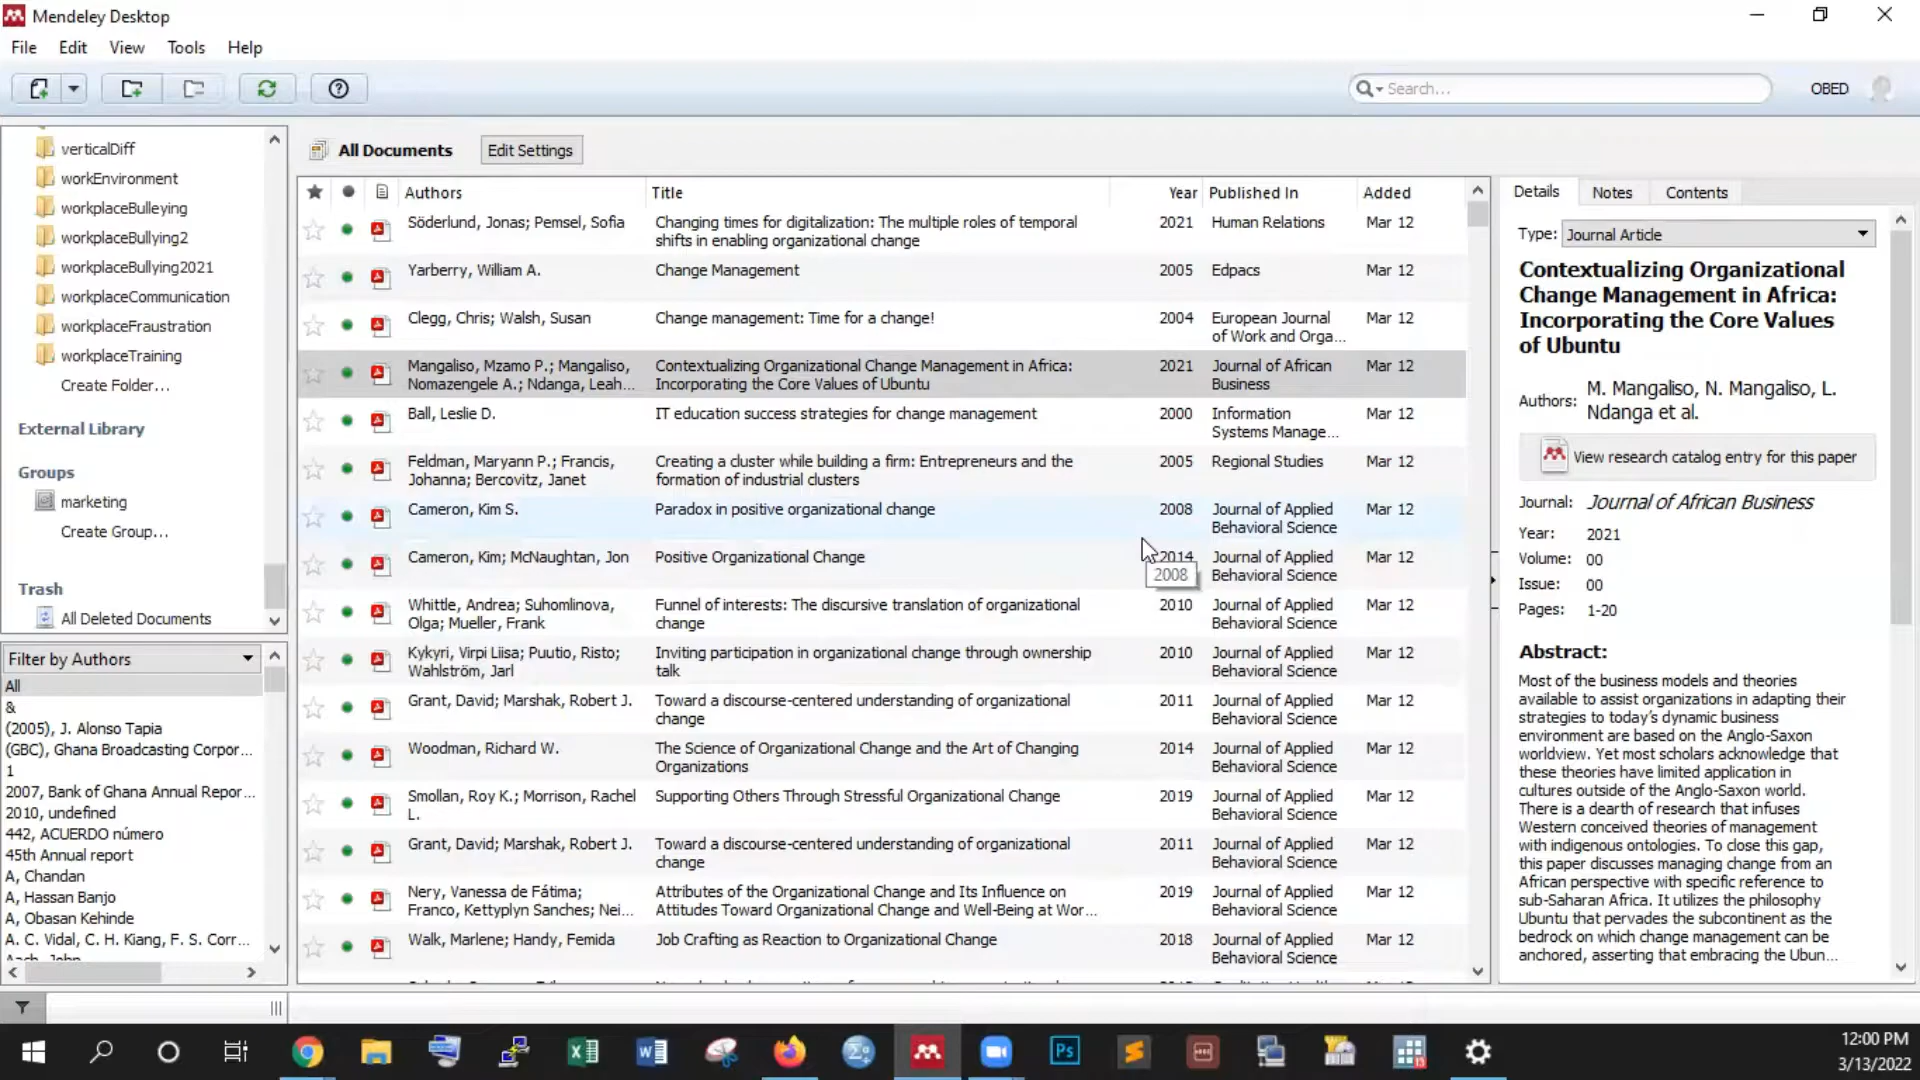 Mendeley Desktop
File Edit View Tools Help
Search...
OBED
verticalDiff
workEnvironment
workplaceBulleying
workplaceBullying2
workplaceBullying2021
workplaceCommunication
workplaceFraustration
workplaceTraining
Create Folder...
External Library
Groups
marketing
Create Group...
Trash
All Deleted Documents
Filter by Authors
All
&
(2005), J. Alonso Tapia
(GBC), Ghana Broadcasting Corpor...
1
2007, Bank of Ghana Annual Repor...
2010, undefined
442, ACUERDO número
45th Annual report
A, Chandan
A, Hassan Banjo
A, Obasan Kehinde
A. C. Vidal, C. H. Kiang, F. S. Corr...
All Documents Edit Settings
Authors Title Year Published In Added
Söderlund, Jonas; Pemsel, Sofia Changing times for digitalization: The multiple roles of temporal 2021 Human Relations Mar 12
shifts in enabling organizational change
Yarberry, William A. Change Management 2005 Edpacs Mar 12
Clegg, Chris; Walsh, Susan Change management: Time for a change! 2004 European Journal Mar 12
of Work and Orga...
Mangaliso, Mzamo P.; Mangaliso, Contextualizing Organizational Change Management in Africa: 2021 Journal of African Mar 12
Nomazengele A.; Ndanga, Leah... Incorporating the Core Values of Ubuntu Business
Ball, Leslie D. IT education success strategies for change management 2000 Information Mar 12
Systems Manage...
Feldman, Maryann P.; Francis, Creating a cluster while building a firm: Entrepreneurs and the 2005 Regional Studies Mar 12
Johanna; Bercovitz, Janet formation of industrial clusters
Cameron, Kim S. Paradox in positive organizational change 2008 Journal of Applied Mar 12
Behavioral Science
Cameron, Kim; McNaughtan, Jon Positive Organizational Change 2014 Journal of Applied Mar 12
2008 Behavioral Science
Whittle, Andrea; Suhomlinova, Funnel of interests: The discursive translation of organizational 2010 Journal of Applied Mar 12
Olga; Mueller, Frank change Behavioral Science
Kykyri, Virpi Liisa; Puutio, Risto; Inviting participation in organizational change through ownership 2010 Journal of Applied Mar 12
Wahlström, Jarl talk Behavioral Science
Grant, David; Marshak, Robert J. Toward a discourse-centered understanding of organizational 2011 Journal of Applied Mar 12
change Behavioral Science
Woodman, Richard W. The Science of Organizational Change and the Art of Changing 2014 Journal of Applied Mar 12
Organizations Behavioral Science
Smollan, Roy K.; Morrison, Rachel Supporting Others Through Stressful Organizational Change 2019 Journal of Applied Mar 12
L. Behavioral Science
Grant, David; Marshak, Robert J. Toward a discourse-centered understanding of organizational 2011 Journal of Applied Mar 12
change Behavioral Science
Nery, Vanessa de Fátima; Attributes of the Organizational Change and Its Influence on 2019 Journal of Applied Mar 12
Franco, Kettyplyn Sanches; Nei... Attitudes Toward Organizational Change and Well-Being at Wor... Behavioral Science
Walk, Marlene; Handy, Femida Job Crafting as Reaction to Organizational Change 2018 Journal of Applied Mar 12
Behavioral Science
Details Notes Contents
Type: Journal Article
Contextualizing Organizational
Change Management in Africa:
Incorporating the Core Values
of Ubuntu
Authors: M. Mangaliso, N. Mangaliso, L.
Ndanga et al.
View research catalog entry for this paper
Journal: Journal of African Business
Year: 2021
Volume: 00
Issue: 00
Pages: 1-20
Abstract:
Most of the business models and theories
available to assist organizations in adapting their
strategies to today's dynamic business
environment are based on the Anglo-Saxon
worldview. Yet most scholars acknowledge that
these theories have limited application in
cultures outside of the Anglo-Saxon world.
There is a dearth of research that infuses
Western conceived theories of management
with indigenous ontologies. To close this gap,
this paper discusses managing change from an
African perspective with specific reference to
sub-Saharan Africa. It utilizes the philosophy
Ubuntu that pervades the subcontinent as the
bedrock on which change management can be
anchored, asserting that embracing the Ubun...
Ps
12:00 PM
3/13/2022